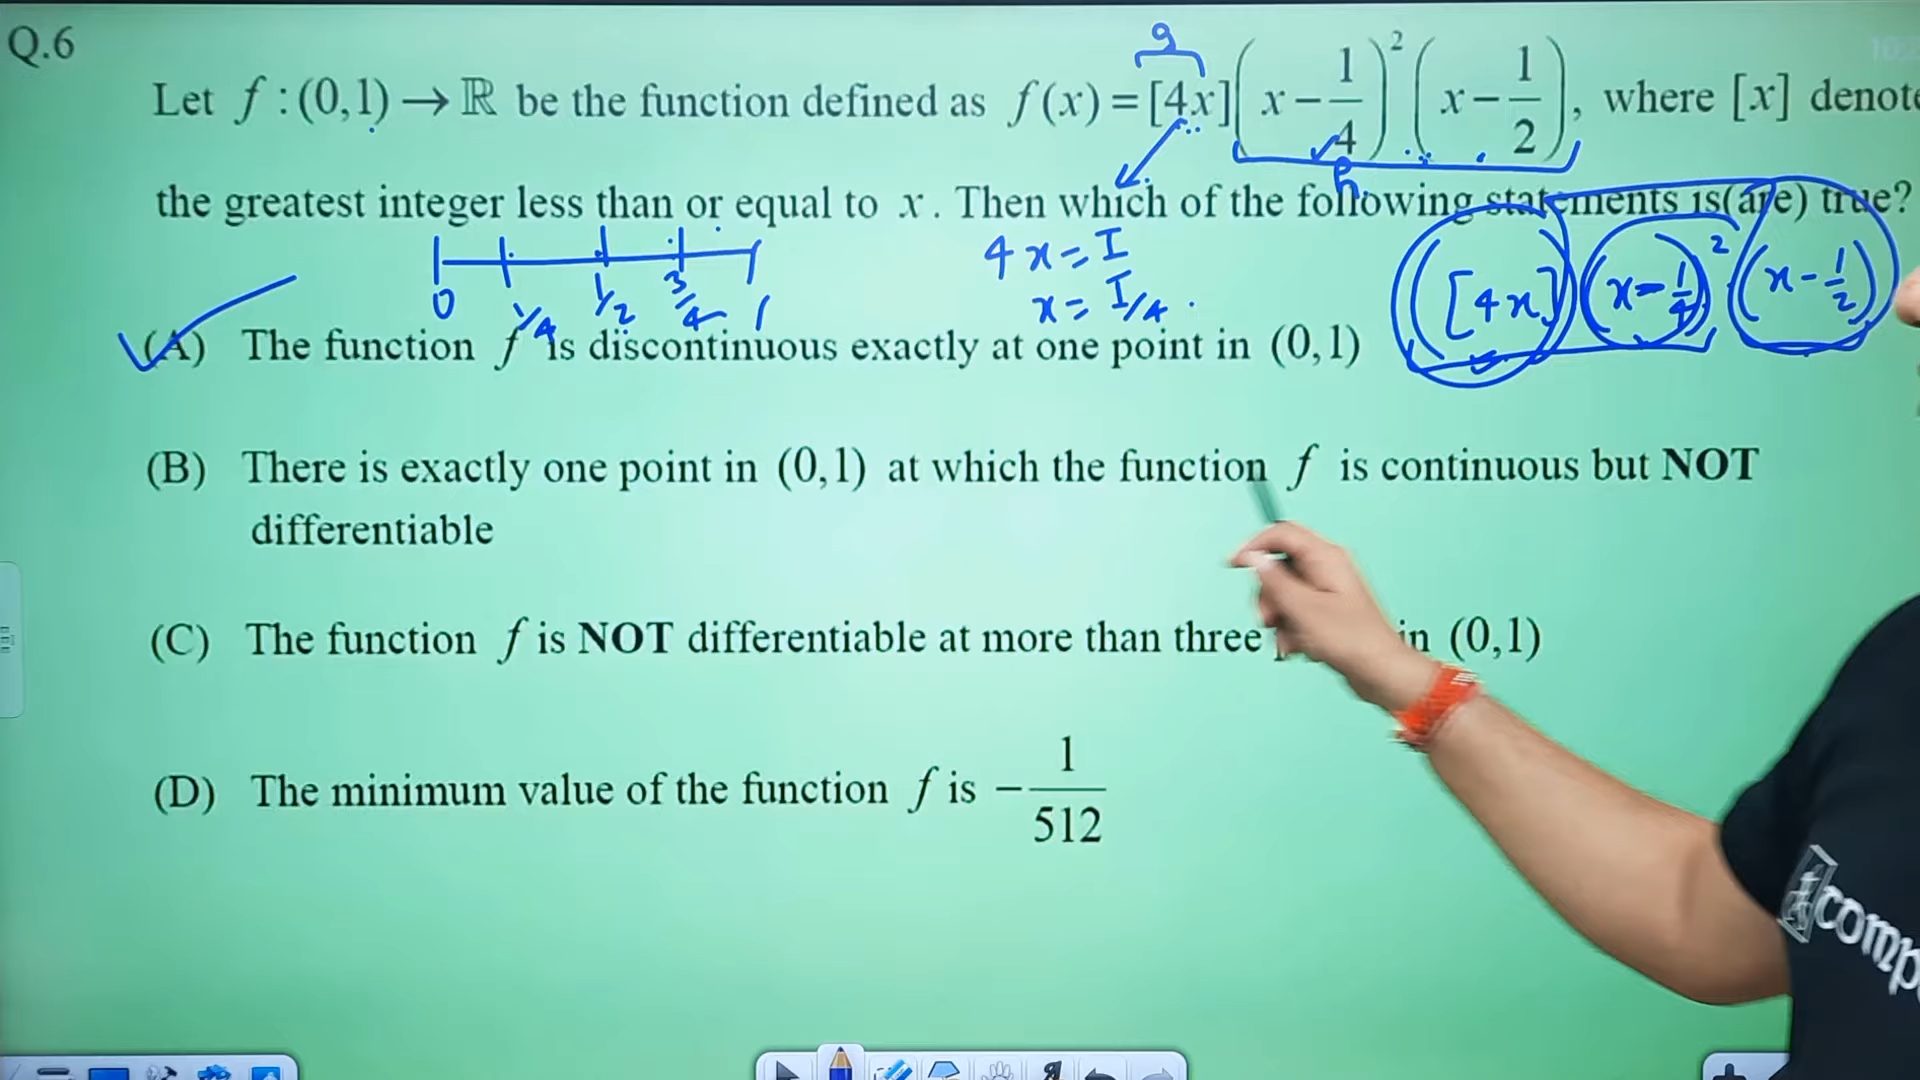 Q.6
Let f : (0,1) → ℝ be the function defined as f(x) = [4x](x − 1/4)²(x − 1/2), where [x] denote
the greatest integer less than or equal to x. Then which of the following statements is(are) true?
g
h
0 1/4 1/2 3/4 1
4x = I
x = I/4
([4x])(x − 1/4)²(x − 1/2)
(A) The function f is discontinuous exactly at one point in (0,1)
(B) There is exactly one point in (0,1) at which the function f is continuous but NOT
differentiable
(C) The function f is NOT differentiable at more than three in (0,1)
(D) The minimum value of the function f is − 1/512
comp